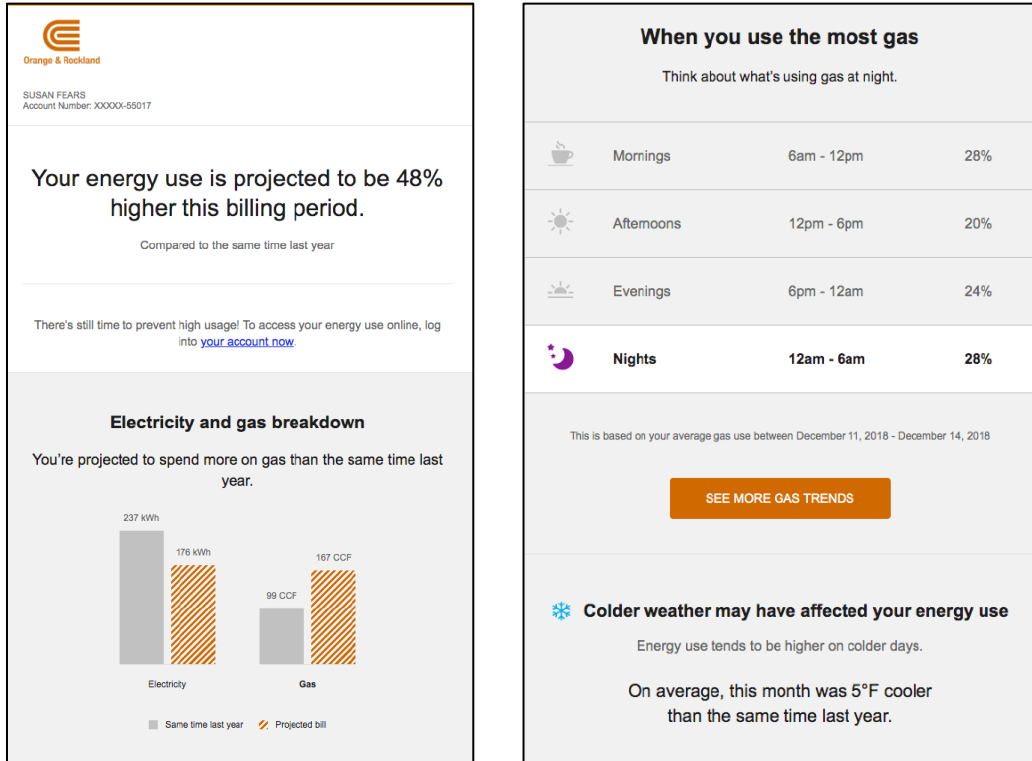 Orange & Rockland
SUSAN FEARS
Account Number: XXXXX-55017
Your energy use is projected to be 48%
higher this billing period.
Compared to the same time last year
There's still time to prevent high usage! To access your energy use online, log
into your account now.
Electricity and gas breakdown
You're projected to spend more on gas than the same time last
year.
237 kWh
176 kWh
99 CCF
167 CCF
Electricity
Gas
Same time last year
Projected bill
When you use the most gas
Think about what's using gas at night.
Mornings 6am - 12pm 28%
Afternoons 12pm - 6pm 20%
Evenings 6pm - 12am 24%
Nights 12am - 6am 28%
This is based on your average gas use between December 11, 2018 - December 14, 2018
SEE MORE GAS TRENDS
Colder weather may have affected your energy use
Energy use tends to be higher on colder days.
On average, this month was 5°F cooler
than the same time last year.